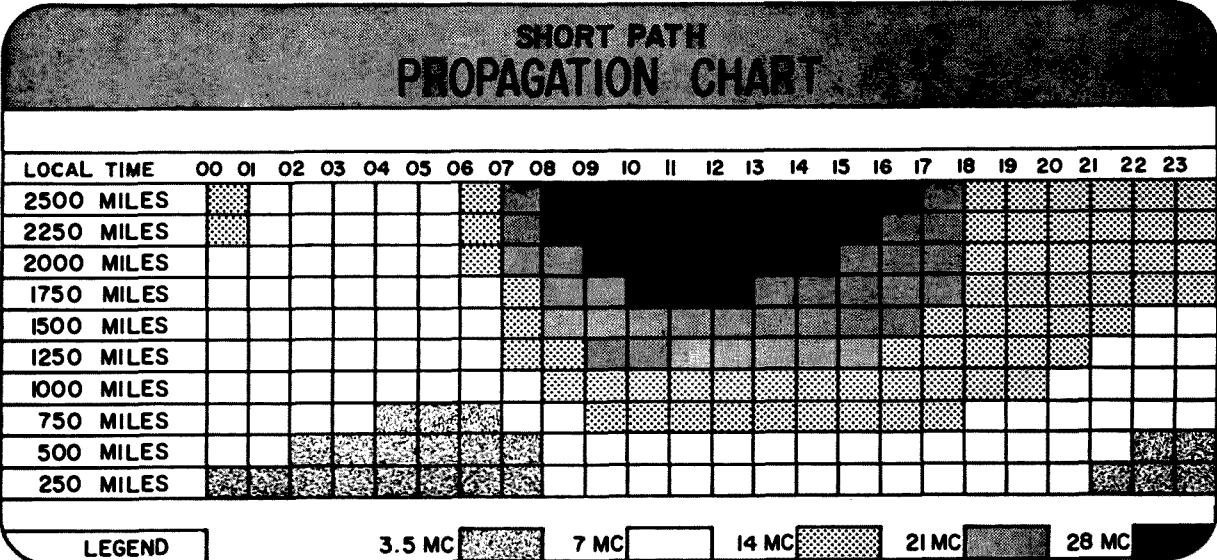 SHORT PATH
PROPAGATION CHART
LOCAL TIME 00 01 02 03 04 05 06 07 08 09 10 11 12 13 14 15 16 17 18 19 20 21 22 23
2500 MILES
2250 MILES
2000 MILES
1750 MILES
1500 MILES
1250 MILES
1000 MILES
750 MILES
500 MILES
250 MILES
LEGEND 3.5 MC 7 MC 14 MC 21 MC 28 MC